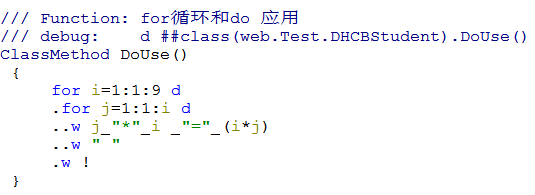 /// Function: for循环和do 应用
/// debug:    d ##class(web.Test.DHCBStudent).DoUse()
ClassMethod DoUse()
{
for i=1:1:9 d
.for j=1:1:i d
..w j_"*"_i _"="_(i*j)
..w " "
.w !
}